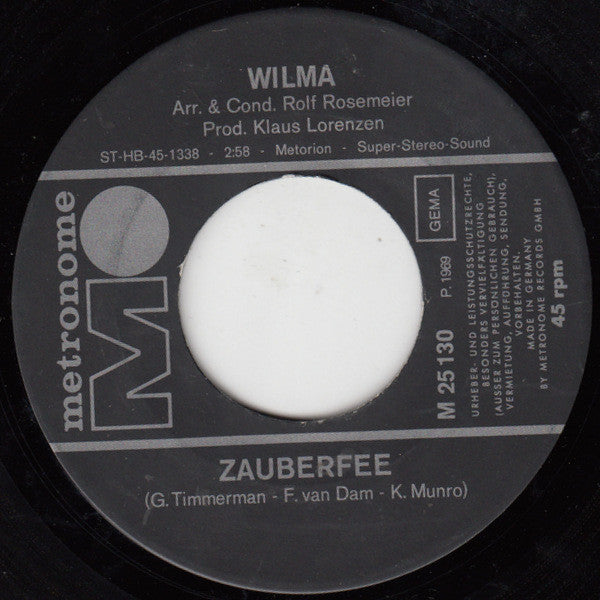 WILMA
Arr. & Cond. Rolf Rosemeier
Prod. Klaus Lorenzen
ST-HB-45-1338 - 2:58 - Metorion - Super-Stereo-Sound
metronome
M
GEMA
P. 1969
M 25 130
URHEBER, UND LEISTUNGSSCHUTZRECHTE,
BESONDERS VERVIELFÄLTIGUNG
(AUSSER ZUM PERSÖNLICHEN GEBRAUCH),
VERMIETUNG, AUFFÜHRUNG, SENDUNG,
VORBEHALTEN.
MADE IN GERMANY
BY METRONOME RECORDS GMBH
45 rpm
ZAUBERFEE
(G. Timmerman - F. van Dam - K. Munro)